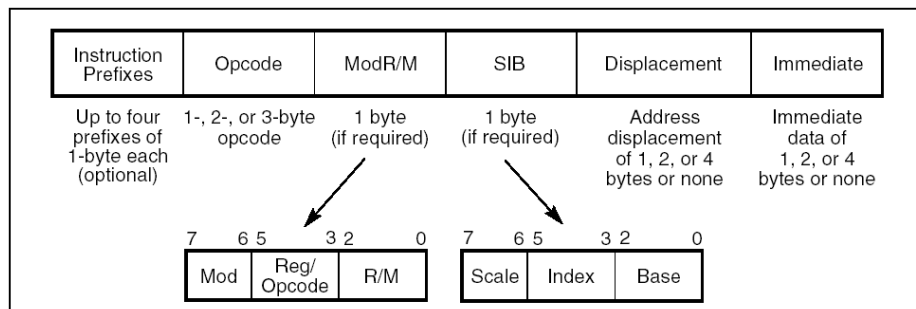 Instruction Prefixes
Opcode
ModR/M
SIB
Displacement
Immediate
Up to four prefixes of 1-byte each (optional)
1-, 2-, or 3-byte opcode
1 byte (if required)
1 byte (if required)
Address displacement of 1, 2, or 4 bytes or none
Immediate data of 1, 2, or 4 bytes or none
7 6 5 3 2 0
Mod
Reg/ Opcode
R/M
7 6 5 3 2 0
Scale
Index
Base